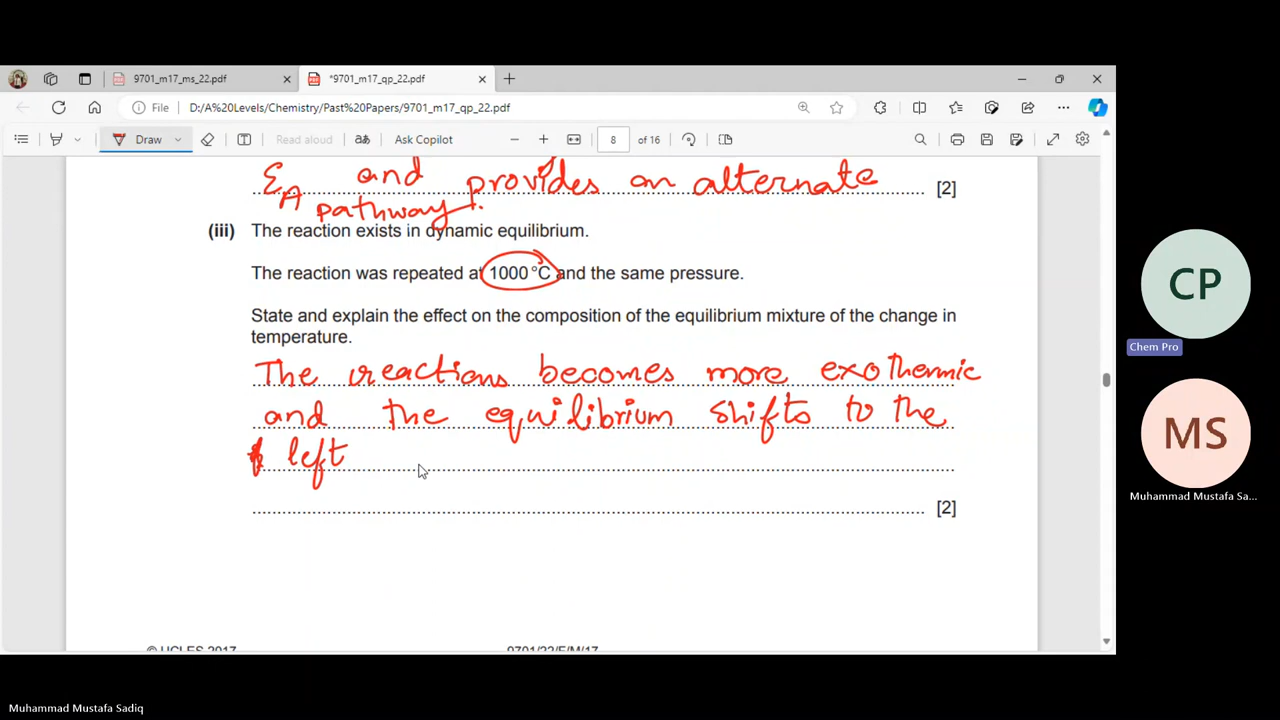 9701_m17_ms_22.pdf
*9701_m17_qp_22.pdf
File
D:/A%20Levels/Chemistry/Past%20Papers/9701_m17_qp_22.pdf
Draw
Read aloud
aあ
Ask Copilot
8
of 16
EA and provides an alternate
[2]
pathway.
(iii) The reaction exists in dynamic equilibrium.
The reaction was repeated at 1000 °C and the same pressure.
State and explain the effect on the composition of the equilibrium mixture of the change in
temperature.
The reactions becomes more exothermic
and the equilibrium shifts to the
left
[2]
© UCLES 2017
9701/22/F/M/17
CP
Chem Pro
MS
Muhammad Mustafa Sa...
Muhammad Mustafa Sadiq